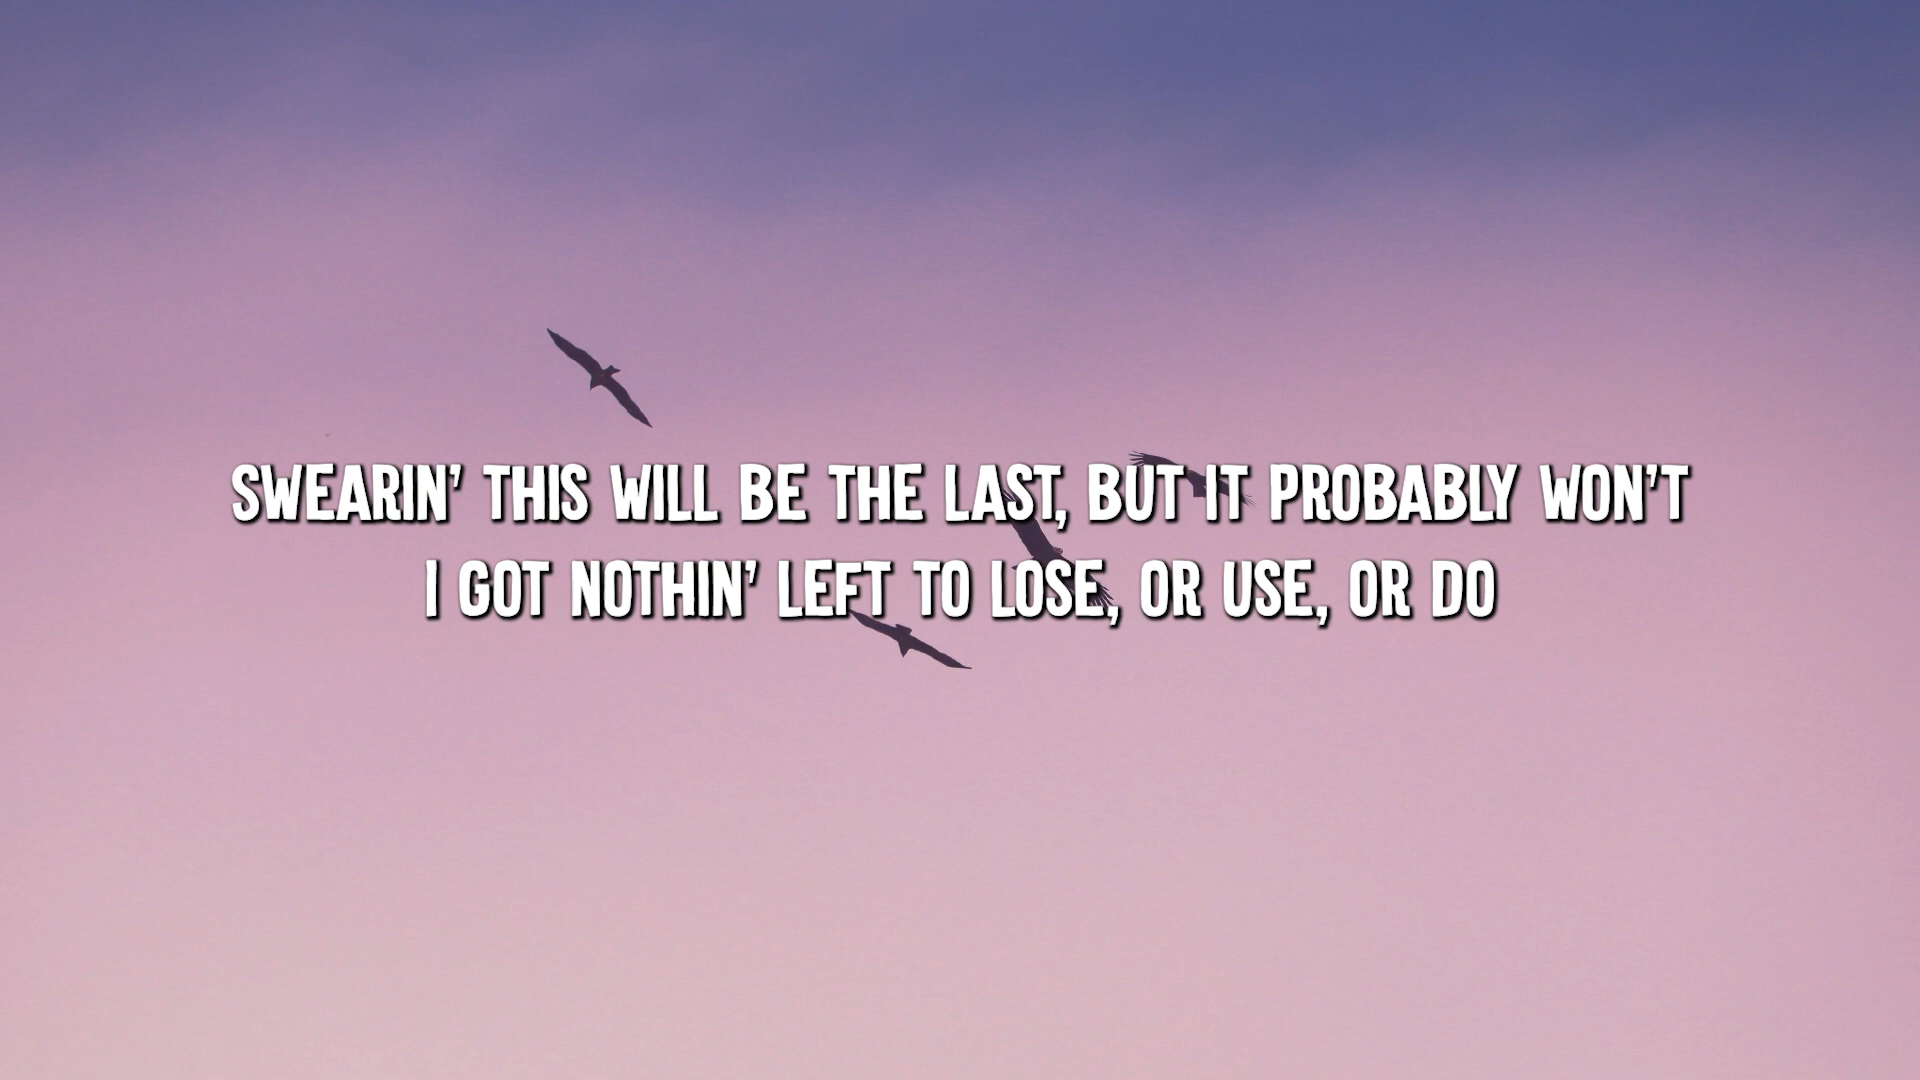 SWEARIN' THIS WILL BE THE LAST, BUT IT PROBABLY WON'T
I GOT NOTHIN' LEFT TO LOSE, OR USE, OR DO